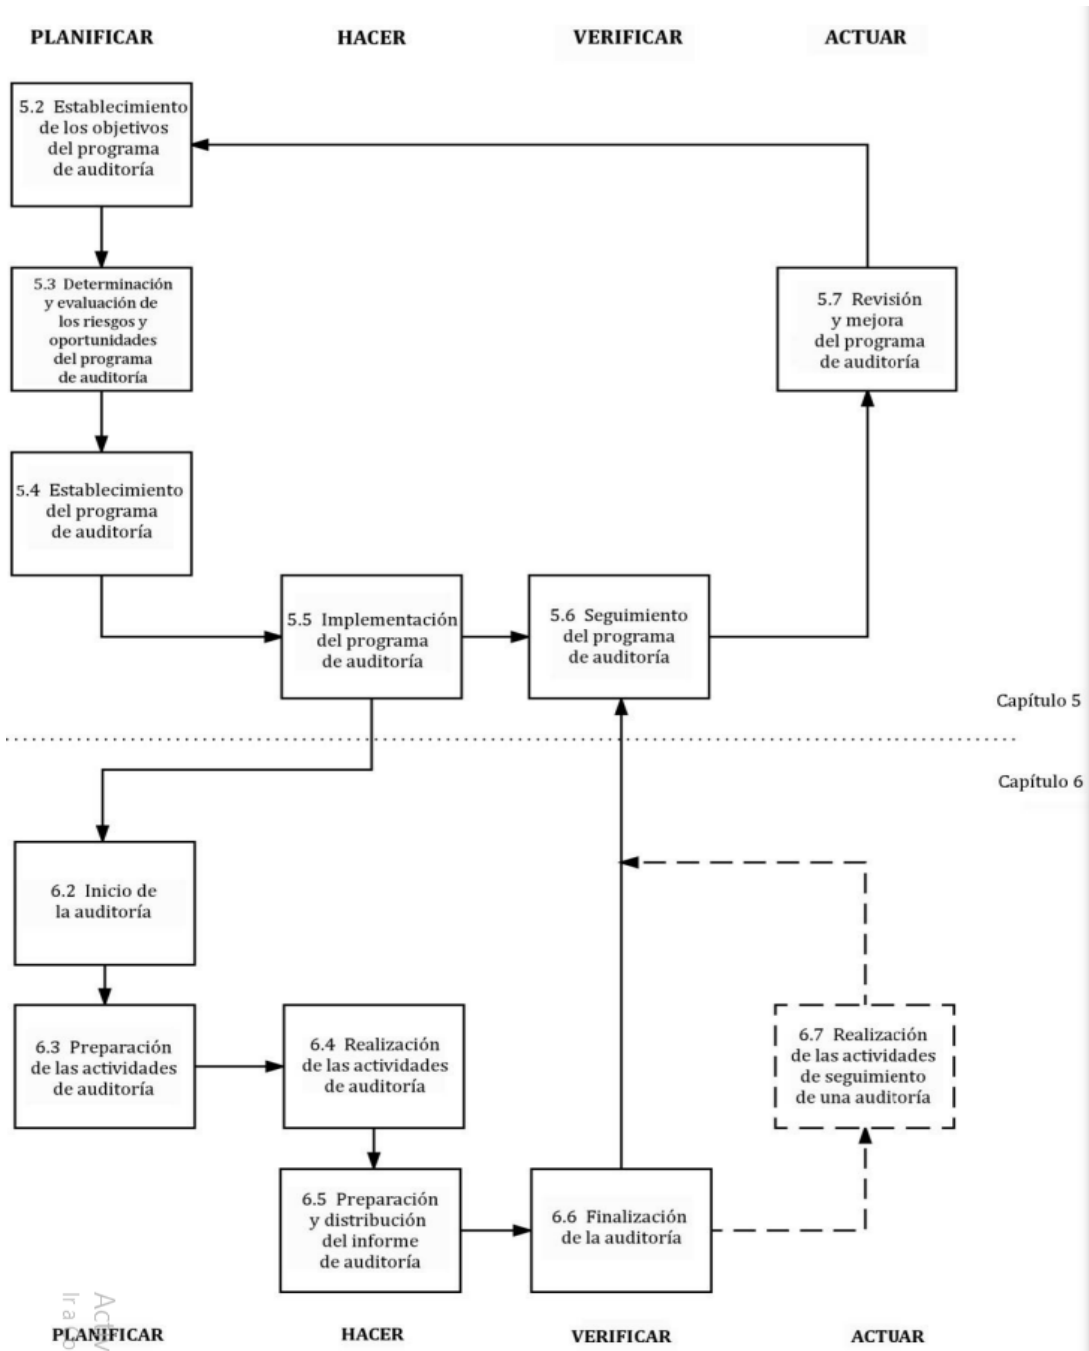 PLANIFICAR HACER VERIFICAR ACTUAR
5.2 Establecimiento
de los objetivos
del programa
de auditoría
5.3 Determinación
y evaluación de
los riesgos y
oportunidades
del programa
de auditoría
5.7 Revisión
y mejora
del programa
de auditoría
5.4 Establecimiento
del programa
de auditoría
5.5 Implementación
del programa
de auditoría
5.6 Seguimiento
del programa
de auditoría
Capítulo 5
Capítulo 6
6.2 Inicio de
la auditoría
6.3 Preparación
de las actividades
de auditoría
6.4 Realización
de las actividades
de auditoría
6.7 Realización
de las actividades
de seguimiento
de una auditoría
6.5 Preparación
y distribución
del informe
de auditoría
6.6 Finalización
de la auditoría
PLANIFICAR HACER VERIFICAR ACTUAR
Ir a